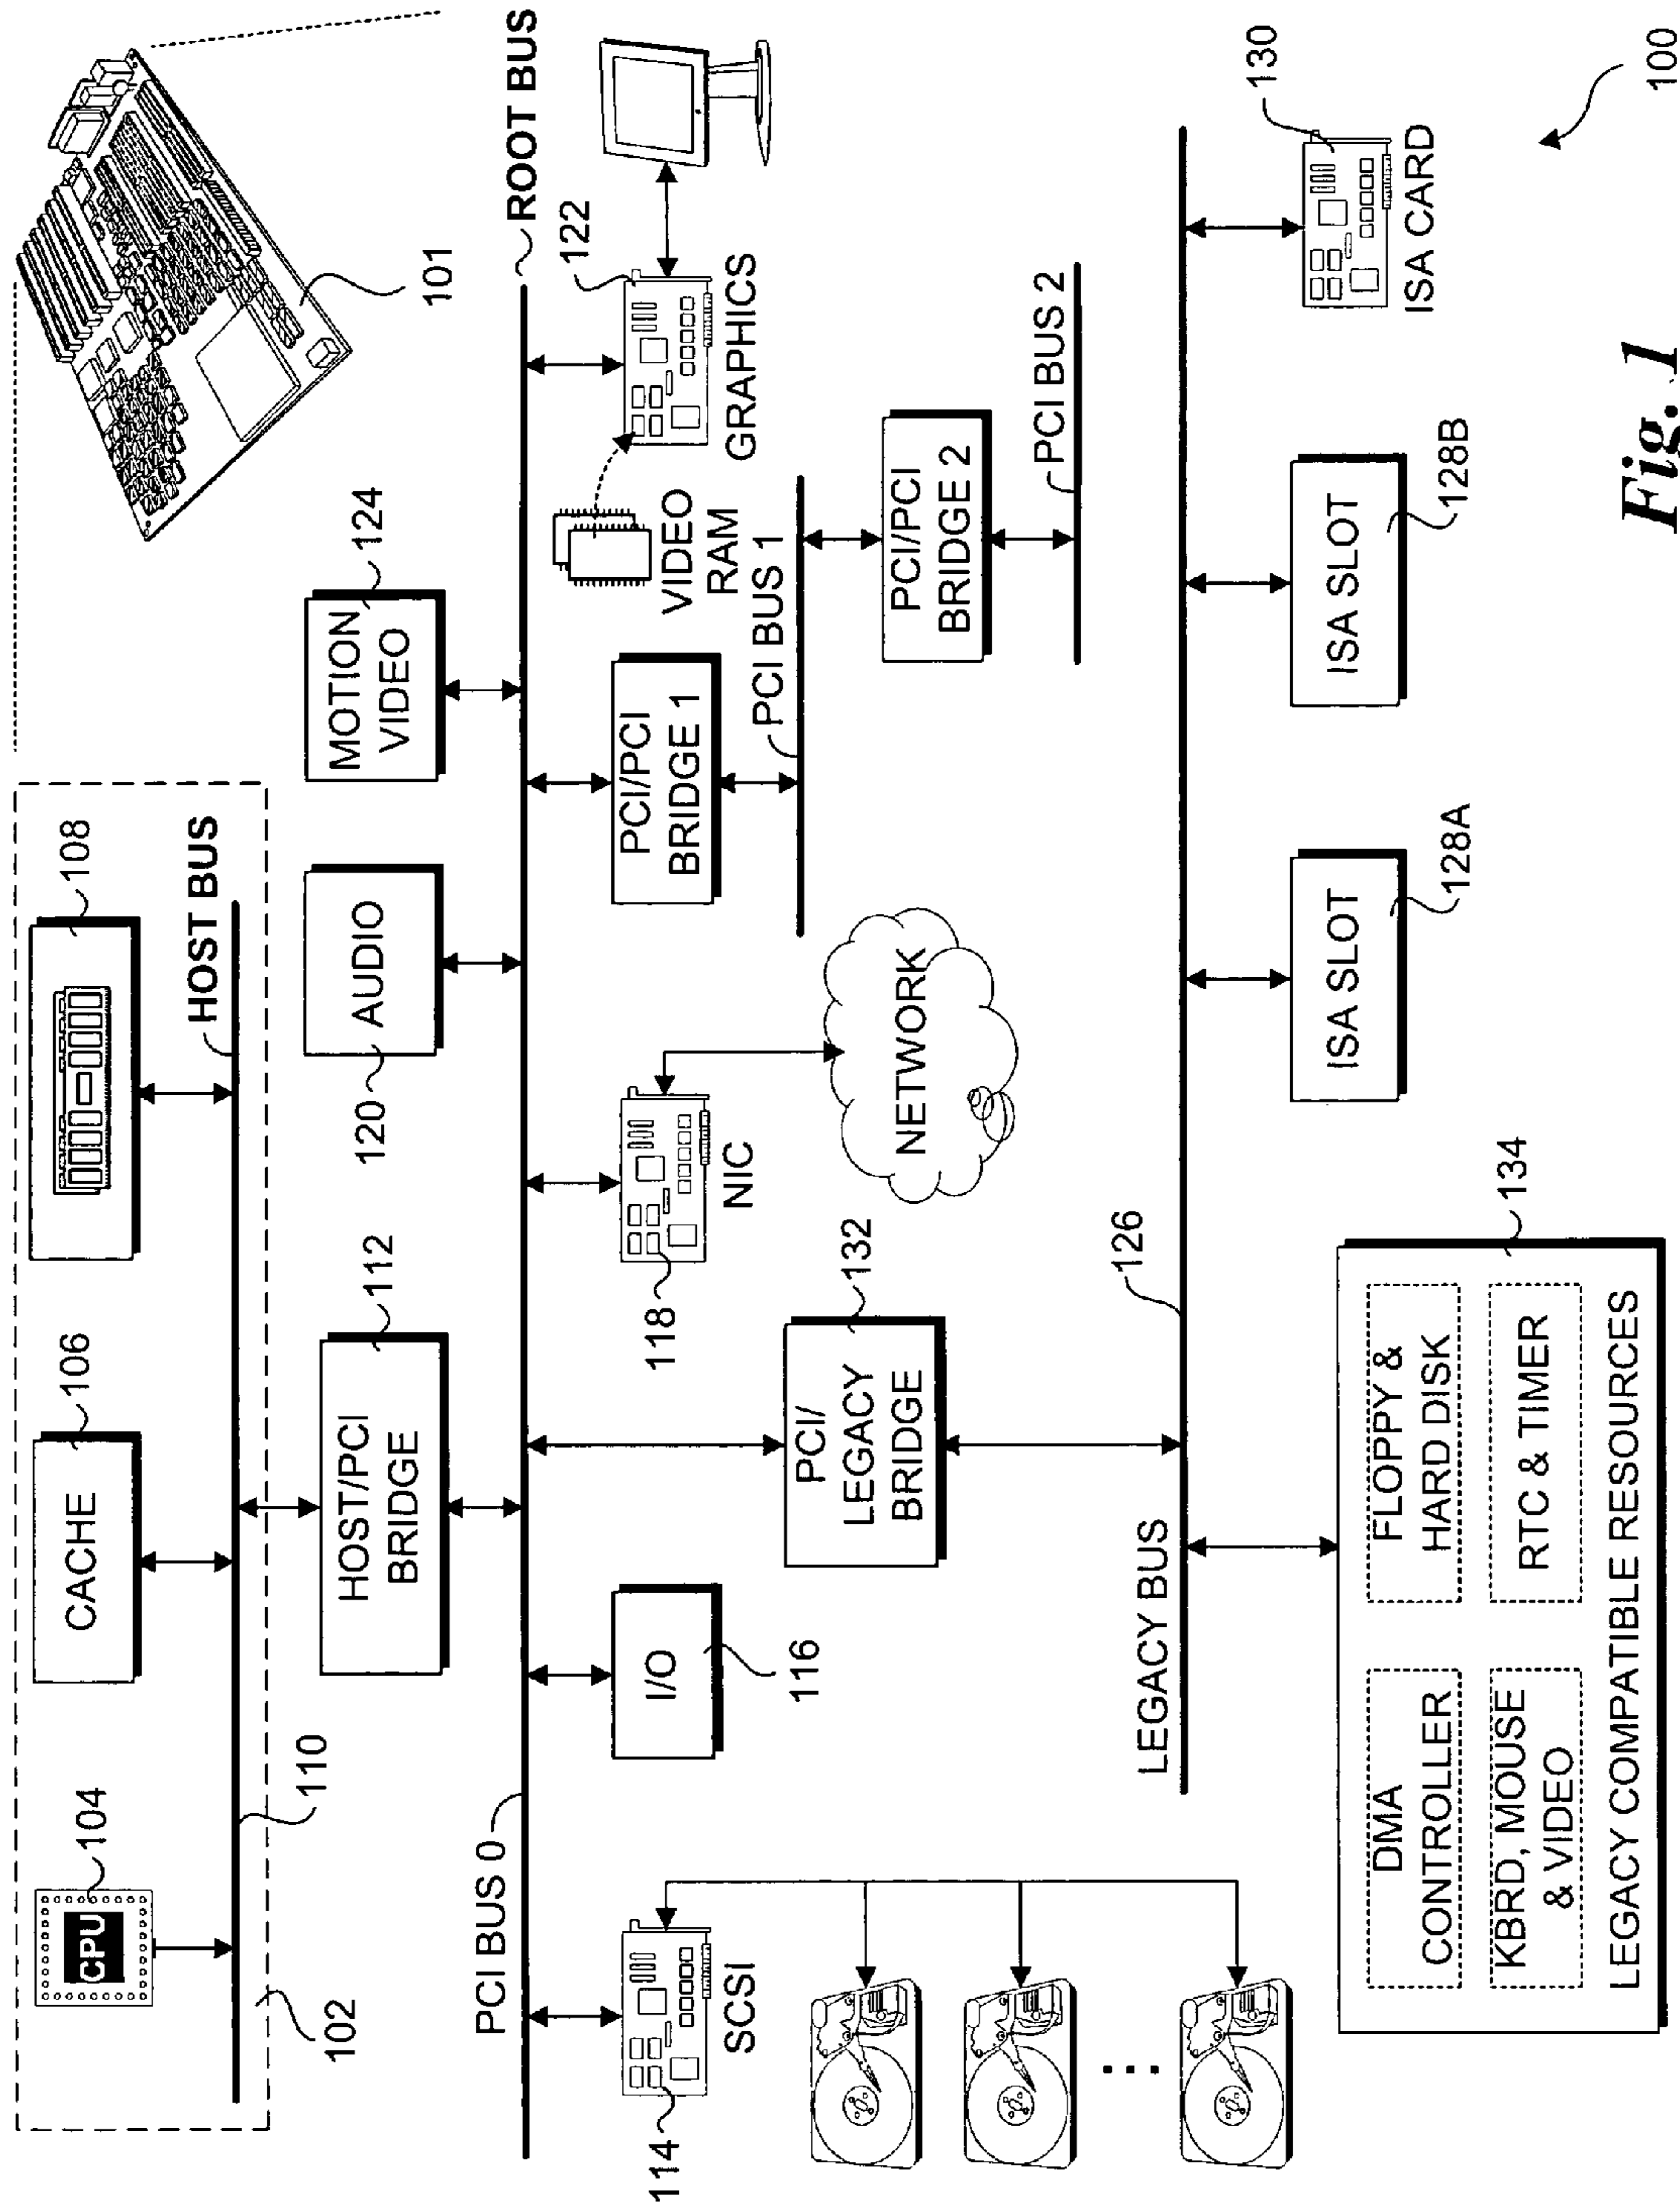 108
106
CACHE
104
CPU
HOST BUS
110
102
101
112
HOST/PCI
BRIDGE
120
AUDIO
124
MOTION
VIDEO
PCI BUS 0
ROOT BUS
114
SCSI
I/O
116
118
NIC
PCI/PCI
BRIDGE 1
VIDEO
RAM
122
GRAPHICS
PCI BUS 1
132
PCI/
LEGACY
BRIDGE
NETWORK
PCI/PCI
BRIDGE 2
PCI BUS 2
LEGACY BUS
126
134
DMA
CONTROLLER
FLOPPY &
HARD DISK
KBRD, MOUSE
& VIDEO
RTC & TIMER
LEGACY COMPATIBLE RESOURCES
ISA SLOT
128A
ISA SLOT
128B
130
ISA CARD
100
Fig. 1